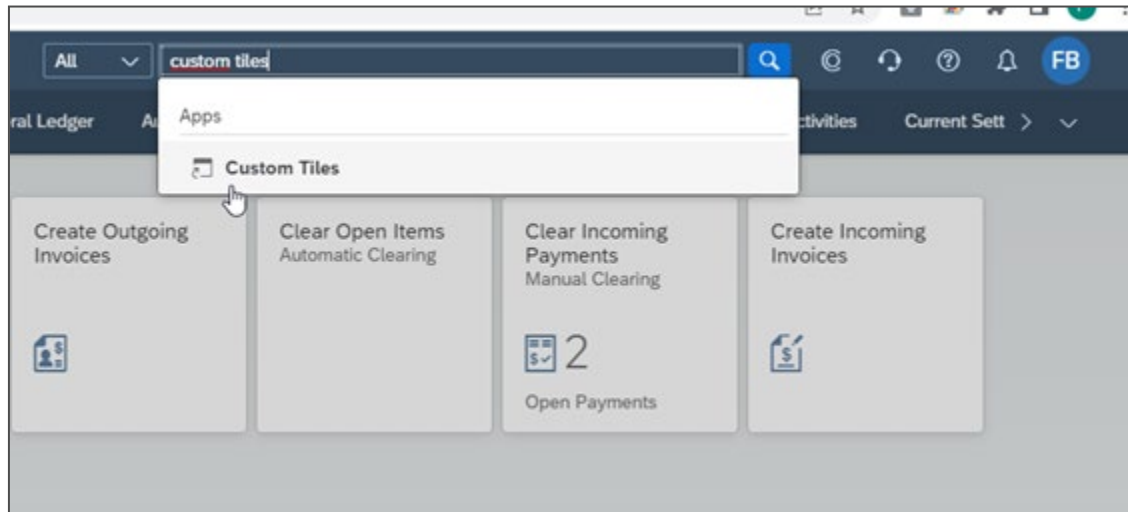 All
custom tiles
FB
ral Ledger
A
ctivities
Current Sett
Apps
Custom Tiles
Create Outgoing
Invoices
Clear Open Items
Automatic Clearing
Clear Incoming
Payments
Manual Clearing
2
Open Payments
Create Incoming
Invoices